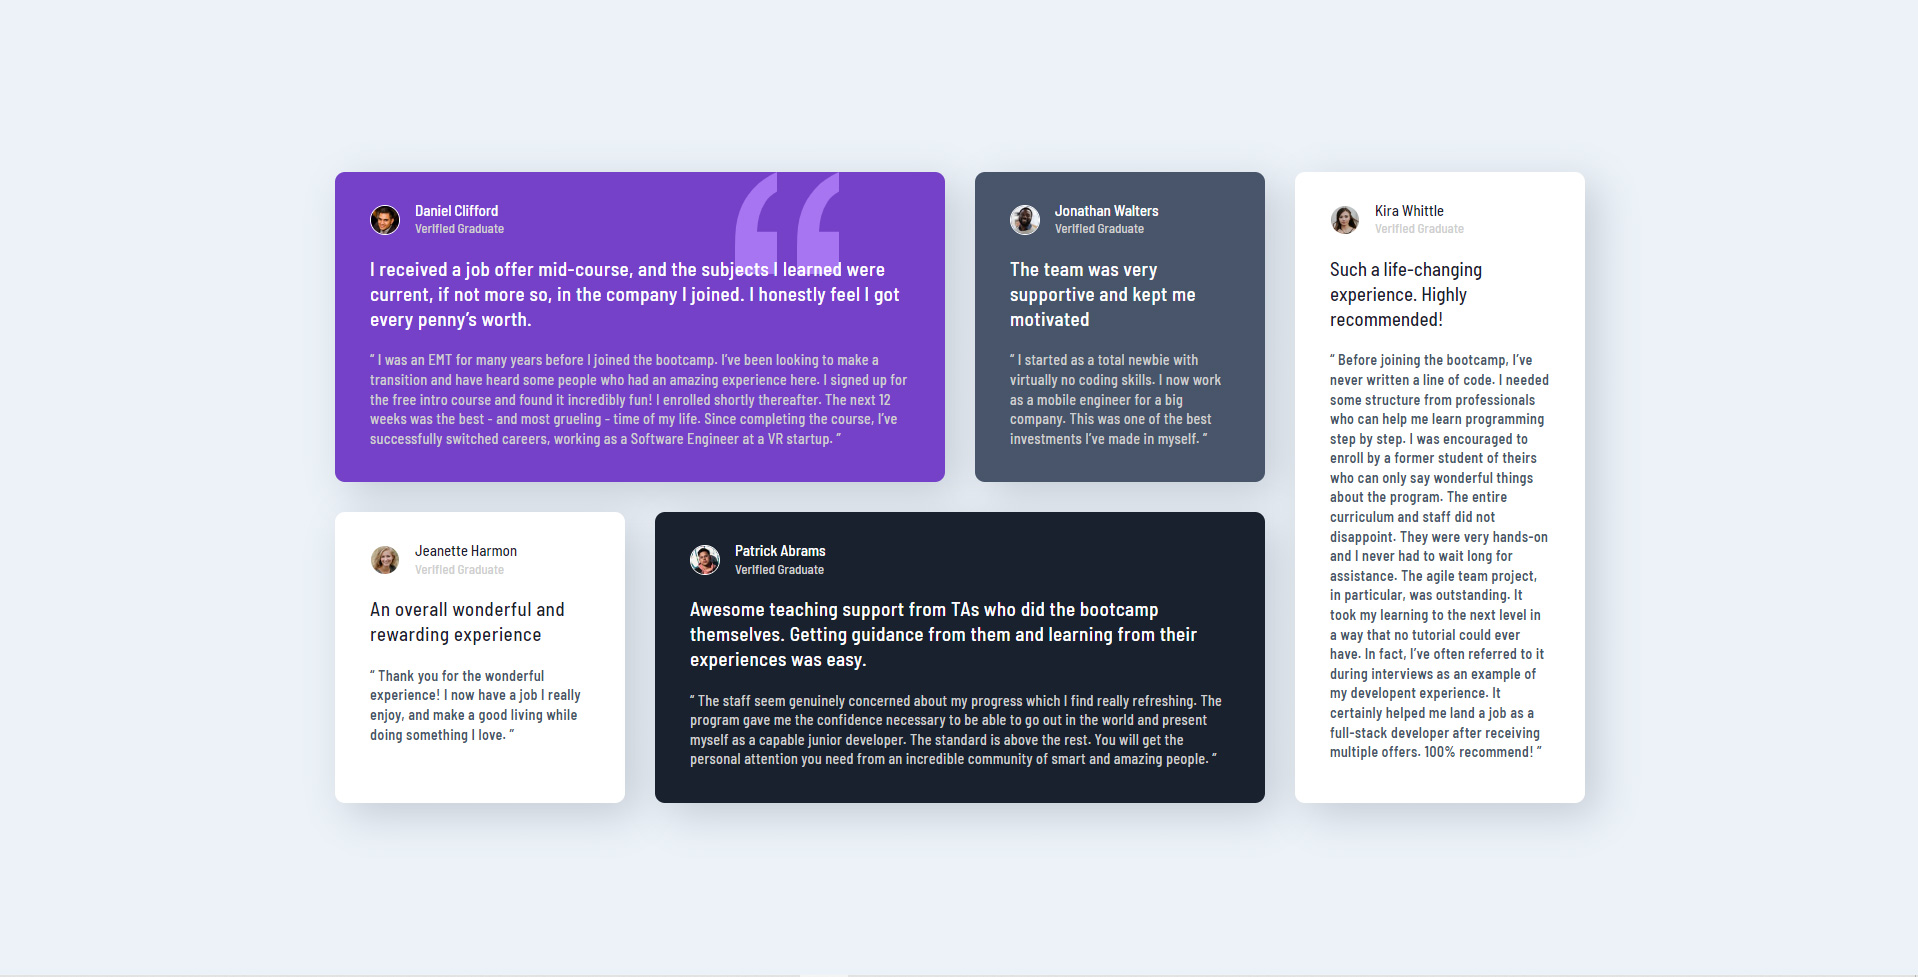 Daniel Clifford
Verified Graduate
I received a job offer mid-course, and the subjects I learned were
current, if not more so, in the company I joined. I honestly feel I got
every penny’s worth.
“ I was an EMT for many years before I joined the bootcamp. I’ve been looking to make a
transition and have heard some people who had an amazing experience here. I signed up for
the free intro course and found it incredibly fun! I enrolled shortly thereafter. The next 12
weeks was the best - and most grueling - time of my life. Since completing the course, I’ve
successfully switched careers, working as a Software Engineer at a VR startup. ”
Jonathan Walters
Verified Graduate
The team was very
supportive and kept me
motivated
“ I started as a total newbie with
virtually no coding skills. I now work
as a mobile engineer for a big
company. This was one of the best
investments I’ve made in myself. ”
Kira Whittle
Verified Graduate
Such a life-changing
experience. Highly
recommended!
“ Before joining the bootcamp, I’ve
never written a line of code. I needed
some structure from professionals
who can help me learn programming
step by step. I was encouraged to
enroll by a former student of theirs
who can only say wonderful things
about the program. The entire
curriculum and staff did not
disappoint. They were very hands-on
and I never had to wait long for
assistance. The agile team project,
in particular, was outstanding. It
took my learning to the next level in
a way that no tutorial could ever
have. In fact, I’ve often referred to it
during interviews as an example of
my developent experience. It
certainly helped me land a job as a
full-stack developer after receiving
multiple offers. 100% recommend! ”
Jeanette Harmon
Verified Graduate
An overall wonderful and
rewarding experience
“ Thank you for the wonderful
experience! I now have a job I really
enjoy, and make a good living while
doing something I love. ”
Patrick Abrams
Verified Graduate
Awesome teaching support from TAs who did the bootcamp
themselves. Getting guidance from them and learning from their
experiences was easy.
“ The staff seem genuinely concerned about my progress which I find really refreshing. The
program gave me the confidence necessary to be able to go out in the world and present
myself as a capable junior developer. The standard is above the rest. You will get the
personal attention you need from an incredible community of smart and amazing people. ”